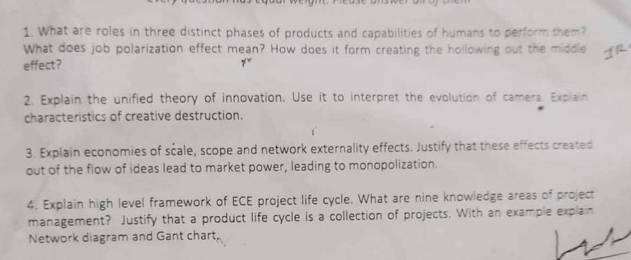 1. What are roles in three distinct phases of products and capabilities of humans to perform them?
What does job polarization effect mean? How does it form creating the hollowing out the middle
effect?
2. Explain the unified theory of innovation. Use it to interpret the evolution of camera. Explain
characteristics of creative destruction.
3. Explain economies of scale, scope and network externality effects. Justify that these effects created
out of the flow of ideas lead to market power, leading to monopolization.
4. Explain high level framework of ECE project life cycle. What are nine knowledge areas of project
management? Justify that a product life cycle is a collection of projects. With an example explain
Network diagram and Gant chart.